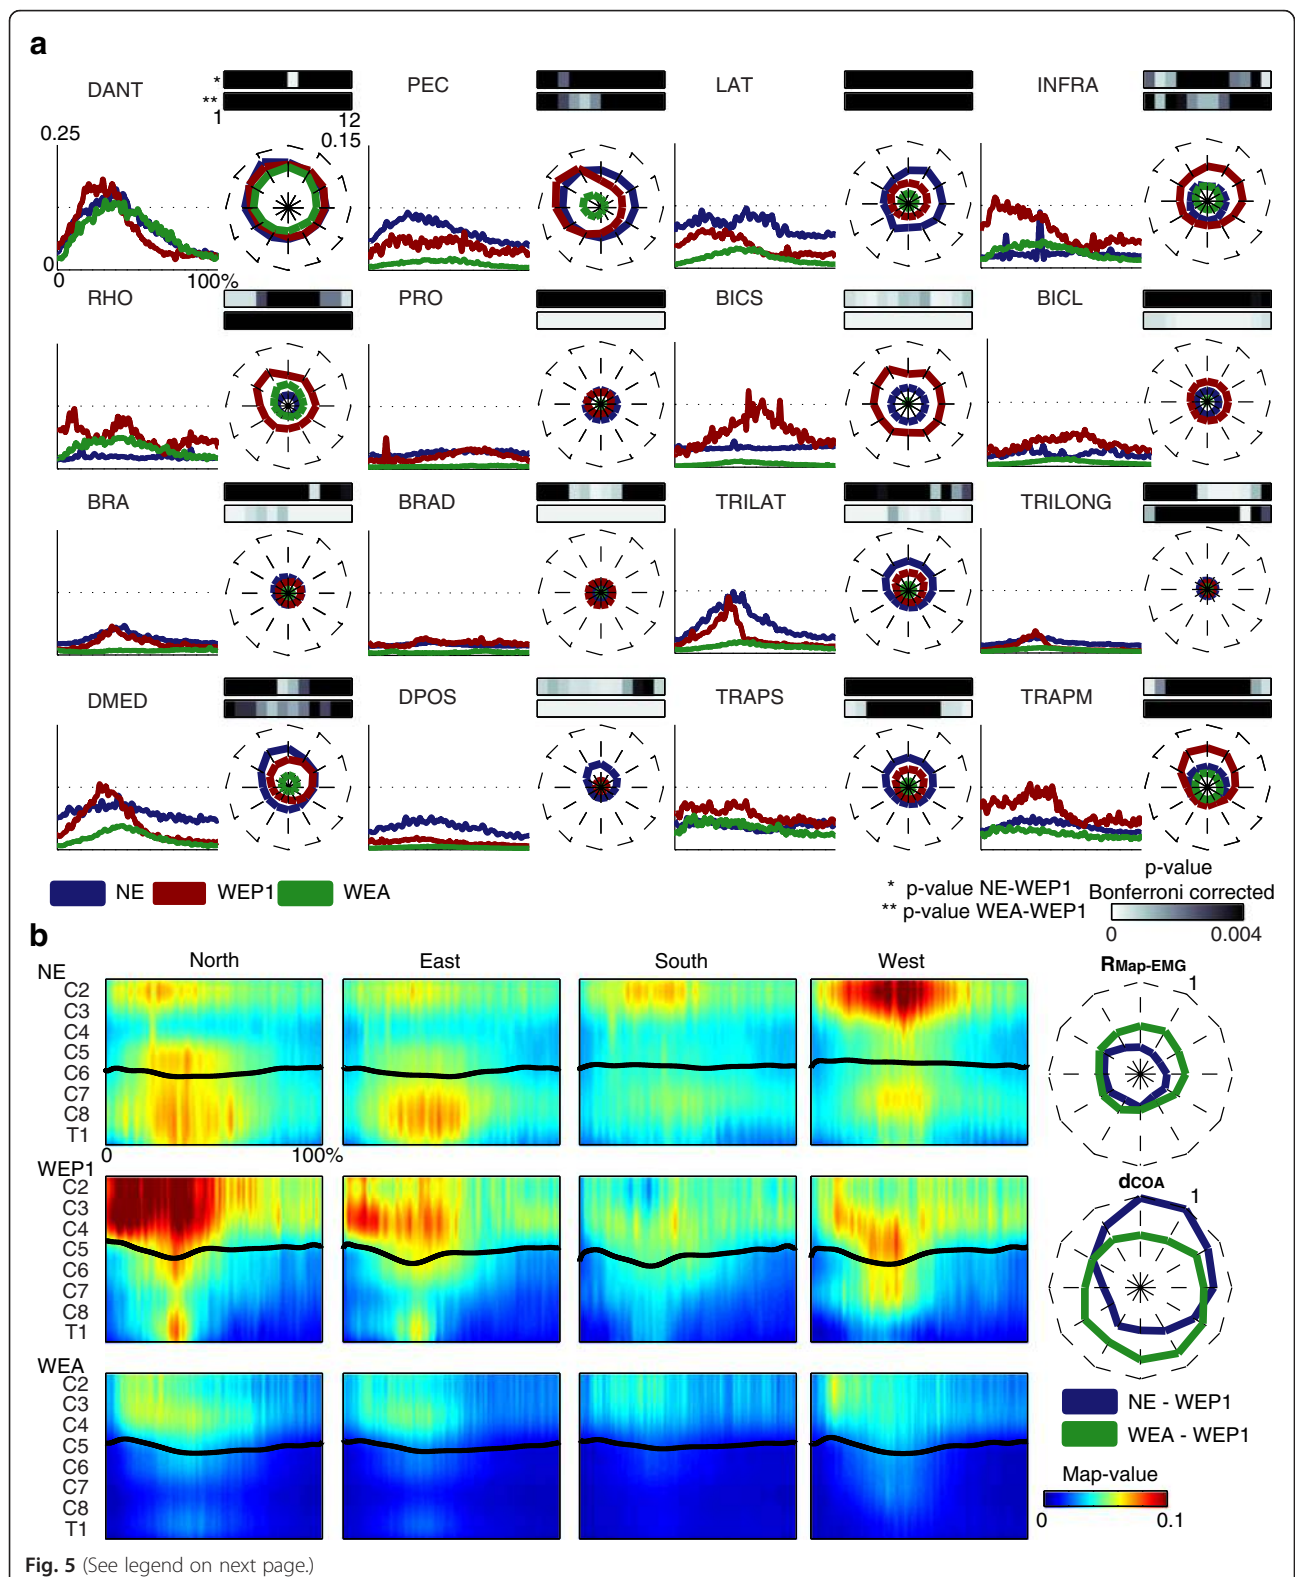 a
DANT
*
**
1
12
PEC
LAT
INFRA
0.25
0
0
100%
0.15
RHO
PRO
BICS
BICL
BRA
BRAD
TRILAT
TRILONG
DMED
DPOS
TRAPS
TRAPM
NE
WEP1
WEA
* p-value NE-WEP1
** p-value WEA-WEP1
p-value
Bonferroni corrected
0
0.004
b
North
East
South
West
NE
C2
C3
C4
C5
C6
C7
C8
T1
0
100%
RMap-EMG
1
WEP1
C2
C3
C4
C5
C6
C7
C8
T1
dCOA
1
WEA
C2
C3
C4
C5
C6
C7
C8
T1
NE - WEP1
WEA - WEP1
Map-value
0
0.1
Fig. 5 (See legend on next page.)